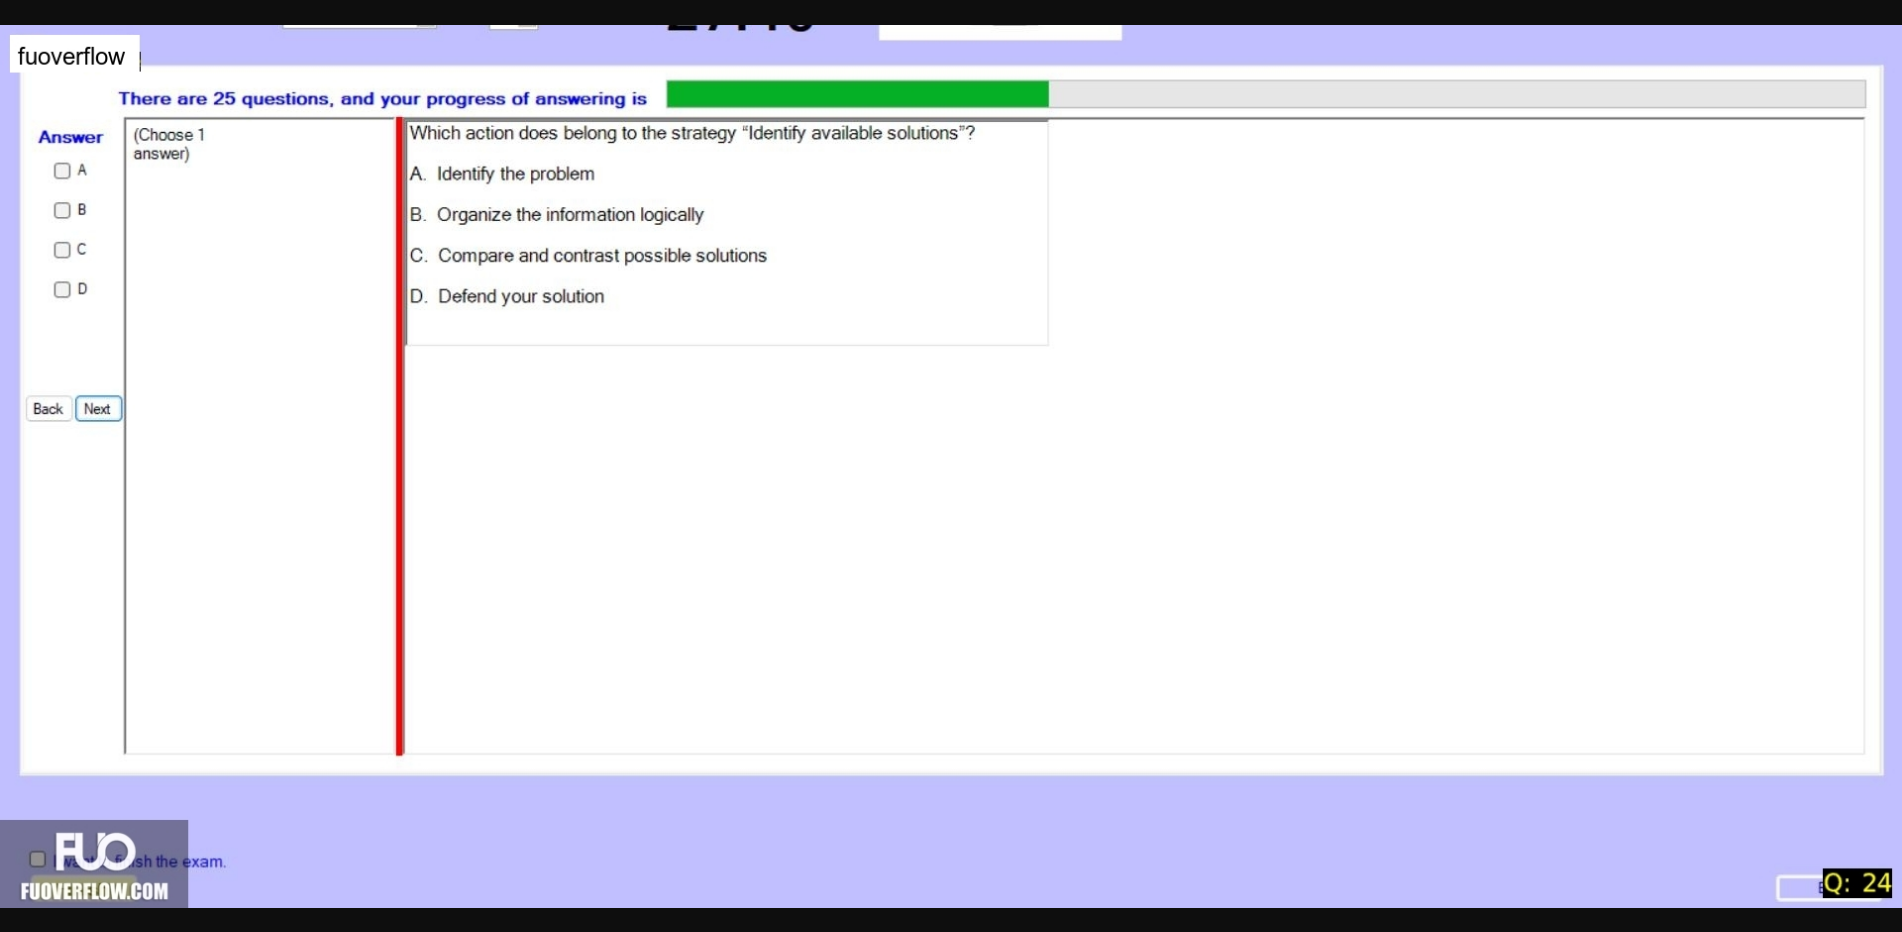 fuoverflow
There are 25 questions, and your progress of answering is
Answer
(Choose 1
answer)
A
B
C
D
Back
Next
Which action does belong to the strategy “Identify available solutions”?
A. Identify the problem
B. Organize the information logically
C. Compare and contrast possible solutions
D. Defend your solution
FUO
sh the exam.
FUOVERFLOW.COM
Q: 24